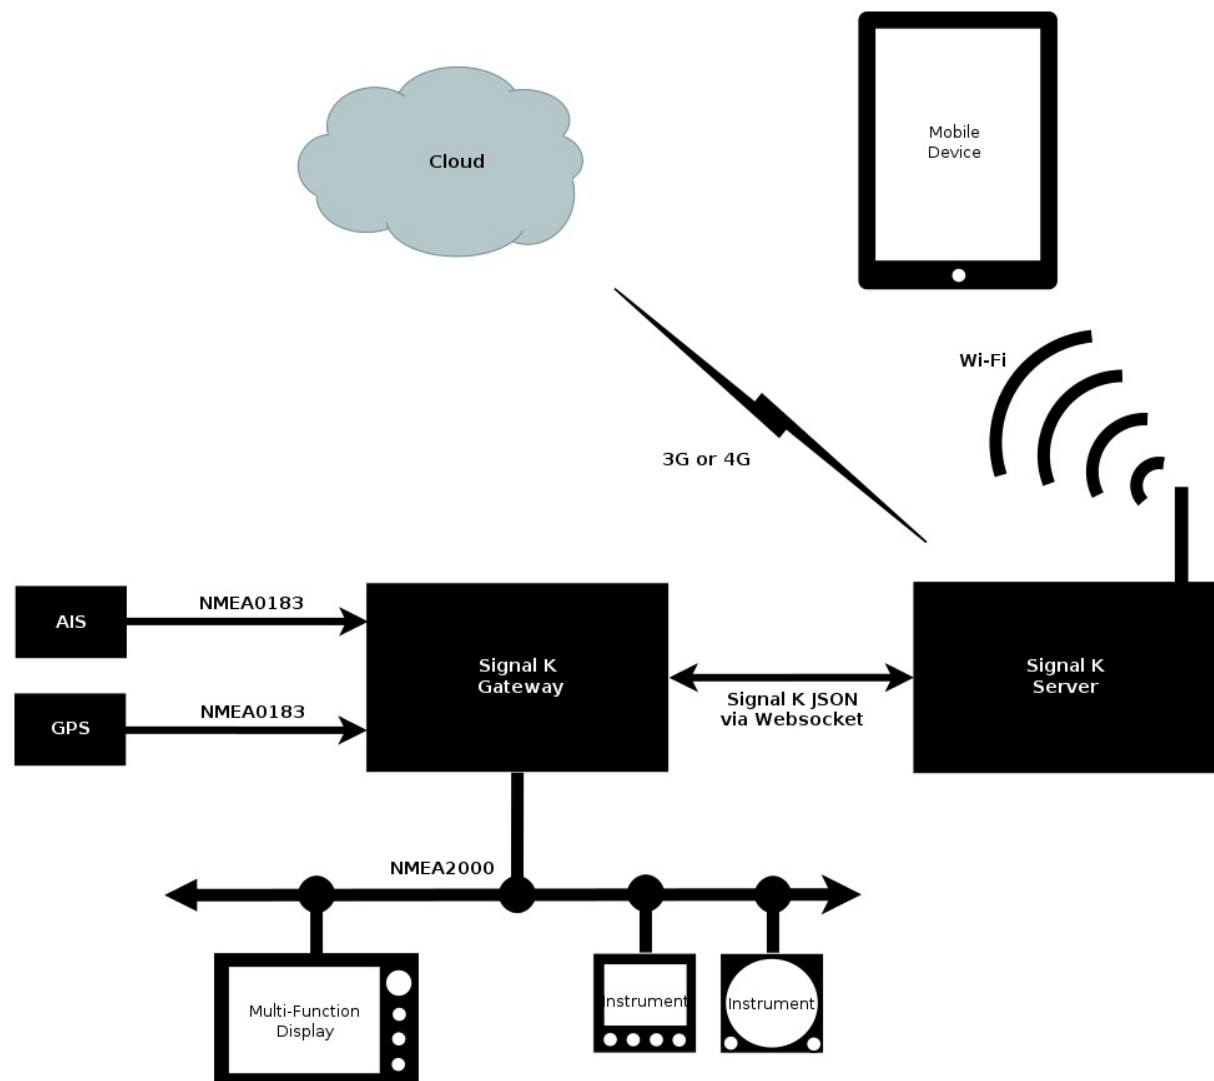 Cloud
Mobile
Device
Wi-Fi
3G or 4G
AIS
NMEA0183
GPS
NMEA0183
Signal K
Gateway
Signal K JSON
via Websocket
Signal K
Server
NMEA2000
Multi-Function
Display
Instrument
Instrument